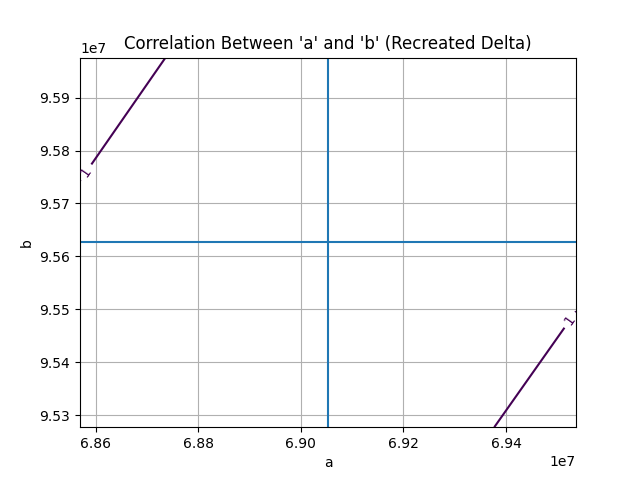 Correlation Between 'a' and 'b' (Recreated Delta)
1e7
9.59
9.58
9.57
9.56
9.55
9.54
9.53
b
1
1
6.86
6.88
6.90
6.92
6.94
a
1e7